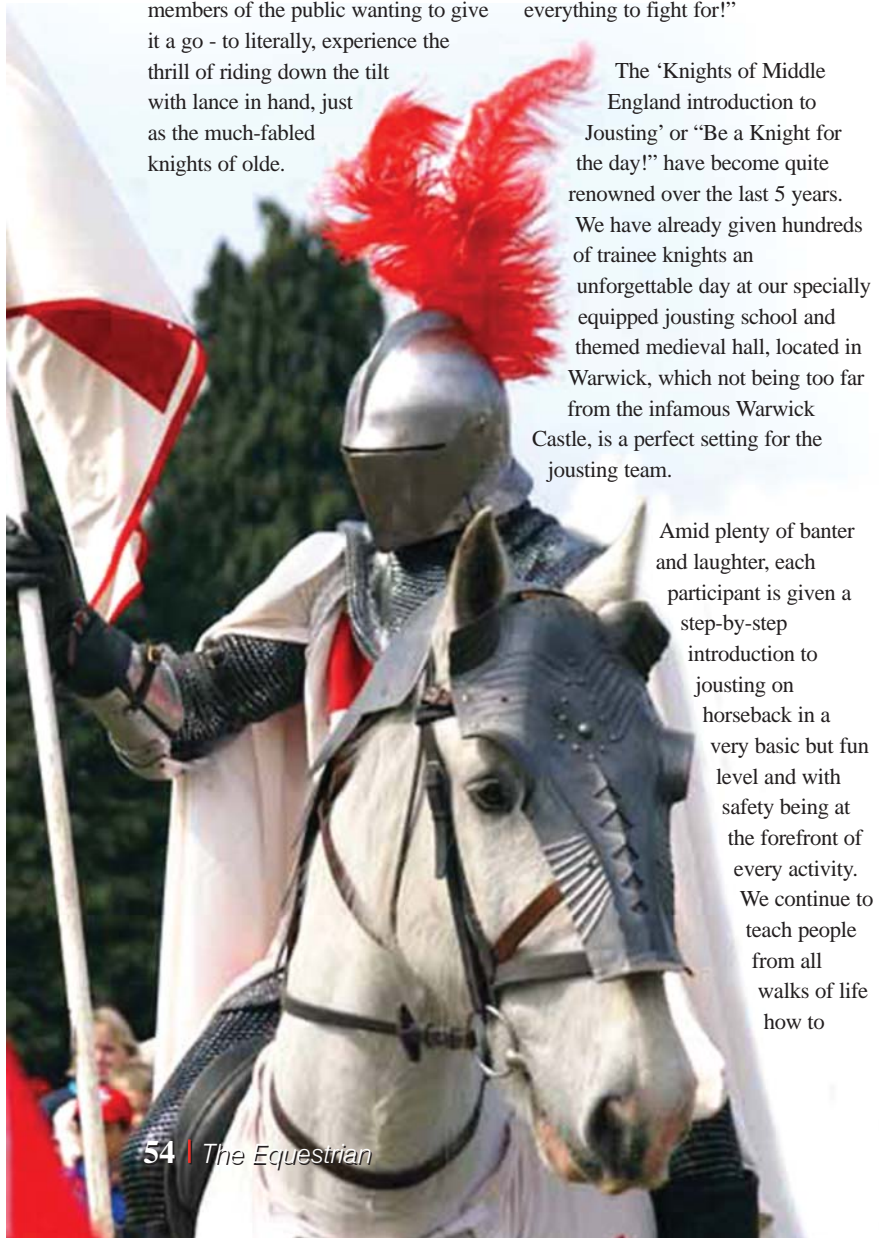 members of the public wanting to give
it a go - to literally, experience the
thrill of riding down the tilt
with lance in hand, just
as the much-fabled
knights of olde.
everything to fight for!”
The ‘Knights of Middle
England introduction to
Jousting’ or “Be a Knight for
the day!” have become quite
renowned over the last 5 years.
We have already given hundreds
of trainee knights an
unforgettable day at our specially
equipped jousting school and
themed medieval hall, located in
Warwick, which not being too far
from the infamous Warwick
Castle, is a perfect setting for the
jousting team.
Amid plenty of banter
and laughter, each
participant is given a
step-by-step
introduction to
jousting on
horseback in a
very basic but fun
level and with
safety being at
the forefront of
every activity.
We continue to
teach people
from all
walks of life
how to
54 | The Equestrian